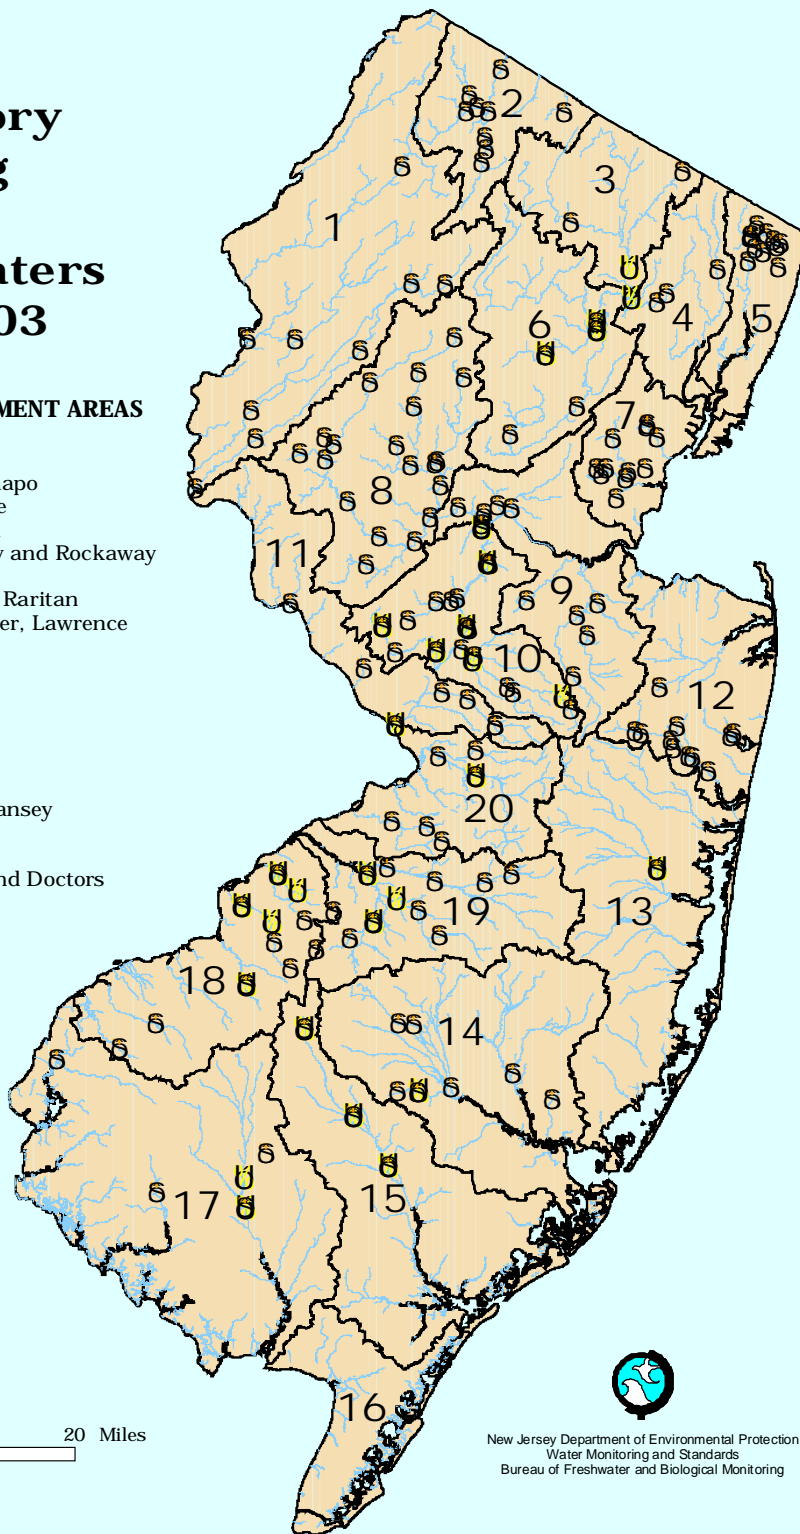 ory
g
aters
03
MENT AREAS
apo
e
y and Rockaway
Raritan
er, Lawrence
ansey
nd Doctors
1
2
3
4
5
6
7
8
9
10
11
12
13
14
15
16
17
18
19
20
20 Miles
New Jersey Department of Environmental Protection
Water Monitoring and Standards
Bureau of Freshwater and Biological Monitoring